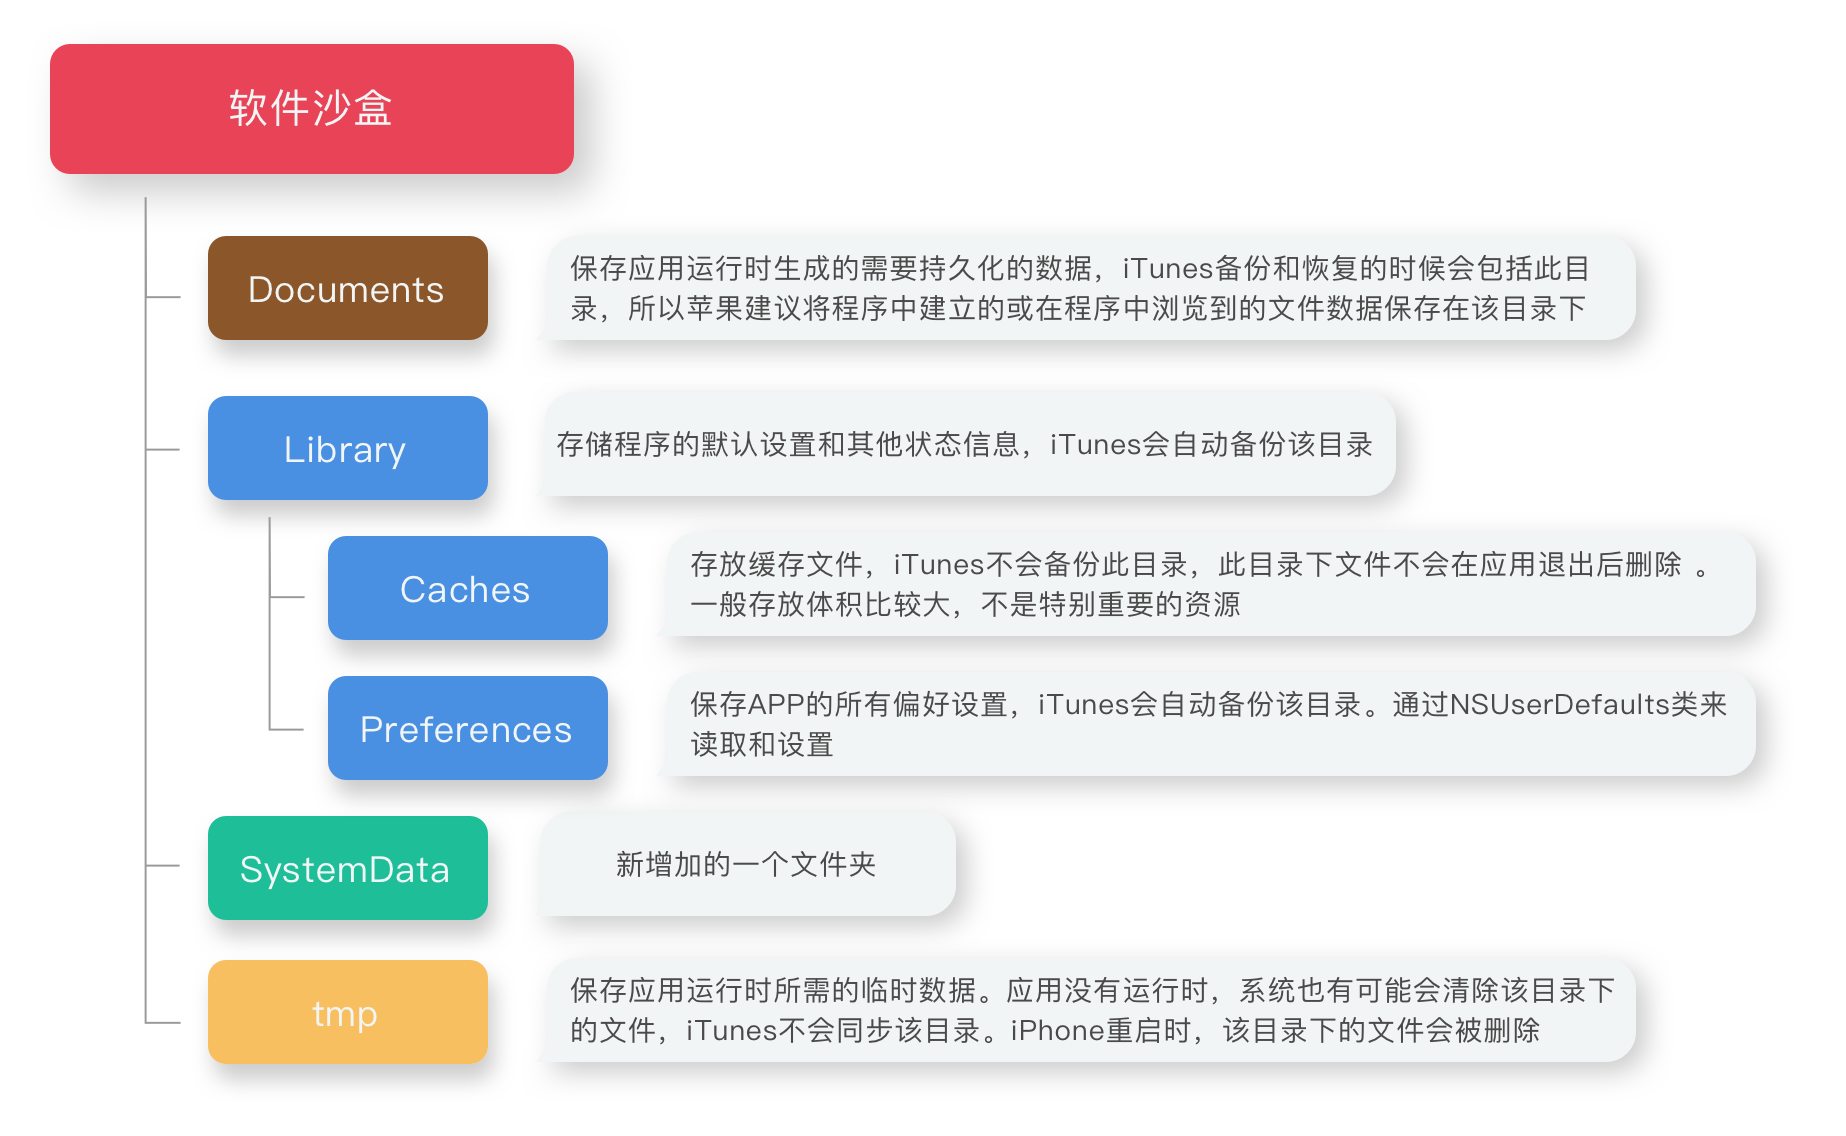 软件沙盒
Documents
保存应用运行时生成的需要持久化的数据，iTunes备份和恢复的时候会包括此目
录，所以苹果建议将程序中建立的或在程序中浏览到的文件数据保存在该目录下
Library
存储程序的默认设置和其他状态信息，iTunes会自动备份该目录
Caches
存放缓存文件，iTunes不会备份此目录，此目录下文件不会在应用退出后删除 。
一般存放体积比较大，不是特别重要的资源
Preferences
保存APP的所有偏好设置，iTunes会自动备份该目录。通过NSUserDefaults类来
读取和设置
SystemData
新增加的一个文件夹
tmp
保存应用运行时所需的临时数据。应用没有运行时，系统也有可能会清除该目录下
的文件，iTunes不会同步该目录。iPhone重启时，该目录下的文件会被删除